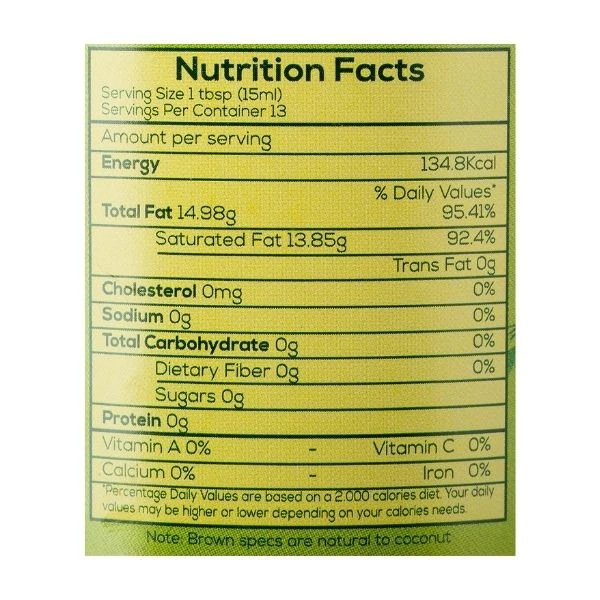 Nutrition Facts
Serving Size 1 tbsp (15ml)
Servings Per Container 13
Amount per serving
Energy 134.8Kcal
% Daily Values*
Total Fat 14.98g 95.41%
Saturated Fat 13.85g 92.4%
Trans Fat 0g
Cholesterol 0mg 0%
Sodium 0g 0%
Total Carbohydrate 0g 0%
Dietary Fiber 0g 0%
Sugars 0g
Protein 0g
Vitamin A 0% - Vitamin C 0%
Calcium 0% - Iron 0%
*Percentage Daily Values are based on a 2.000 calories diet. Your daily
values may be higher or lower depending on your calories needs.
Note: Brown specs are natural to coconut